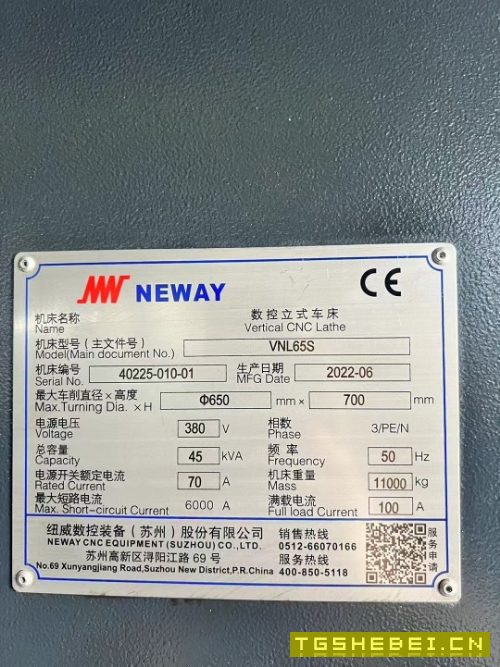 NEWAY CE
机床名称 数控立式车床
Name Vertical CNC Lathe
机床型号(主文件号) VNL65S
Model(Main document No.)
机床编号 40225-010-01 生产日期 2022-06
Serial No. MFG Date
最大车削直径×高度 Φ650 mm× 700 mm
Max.Turning Dia. ×H
电源电压 380 V 相数 3/PE/N
Voltage Phase
总容量 45 kVA 频率 50 Hz
Capacity Frequency
电源开关额定电流 70 A 机床重量 11000 kg
Rated Current Mass
最大短路电流 6000 A 满载电流 100 A
Max. Short-circuit Current Full load Current
纽威数控装备(苏州)股份有限公司 销售热线
NEWAY CNC EQUIPMENT (SUZHOU) CO.,LTD. 0512-66070166
苏州高新区浔阳江路69号 服务热线
No.69 Xunyangjiang Road,Suzhou New District,P.R.China 400-850-5118
服务申请
TGSHEBEI.CN